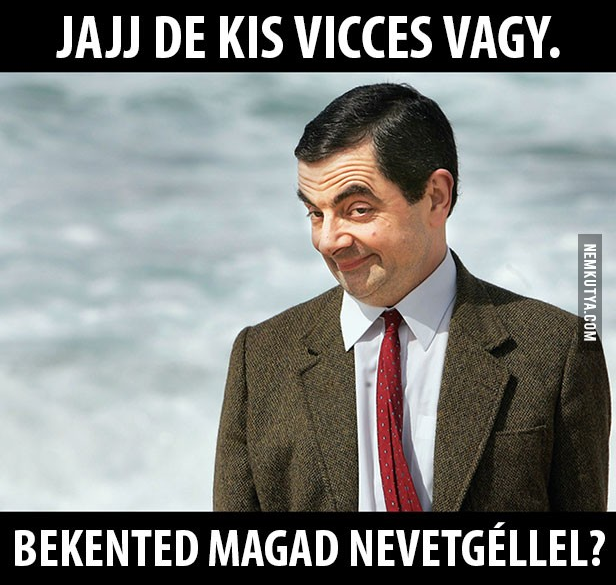 JAJJ DE KIS VICCES VAGY.
NEMKUTYA.COM
BEKENTED MAGAD NEVETGÉLLEL?